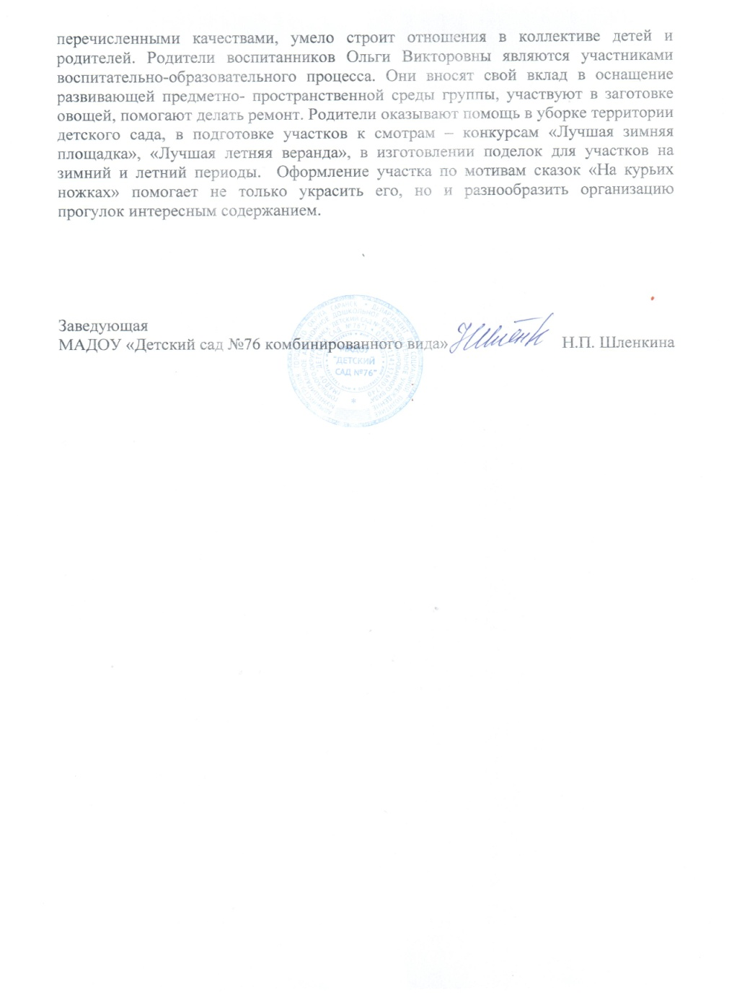 перечисленными качествами, умело строит отношения в коллективе детей и
родителей. Родители воспитанников Ольги Викторовны являются участниками
воспитательно-образовательного процесса. Они вносят свой вклад в оснащение
развивающей предметно- пространственной среды группы, участвуют в заготовке
овощей, помогают делать ремонт. Родители оказывают помощь в уборке территории
детского сада, в подготовке участков к смотрам – конкурсам «Лучшая зимняя
площадка», «Лучшая летняя веранда», в изготовлении поделок для участков на
зимний и летний периоды. Оформление участка по мотивам сказок «На курьих
ножках» помогает не только украсить его, но и разнообразить организацию
прогулок интересным содержанием.
Заведующая
МАДОУ «Детский сад №76 комбинированного вида» Н.П. Шленкина
"ДЕТСКИЙ
САД №76"